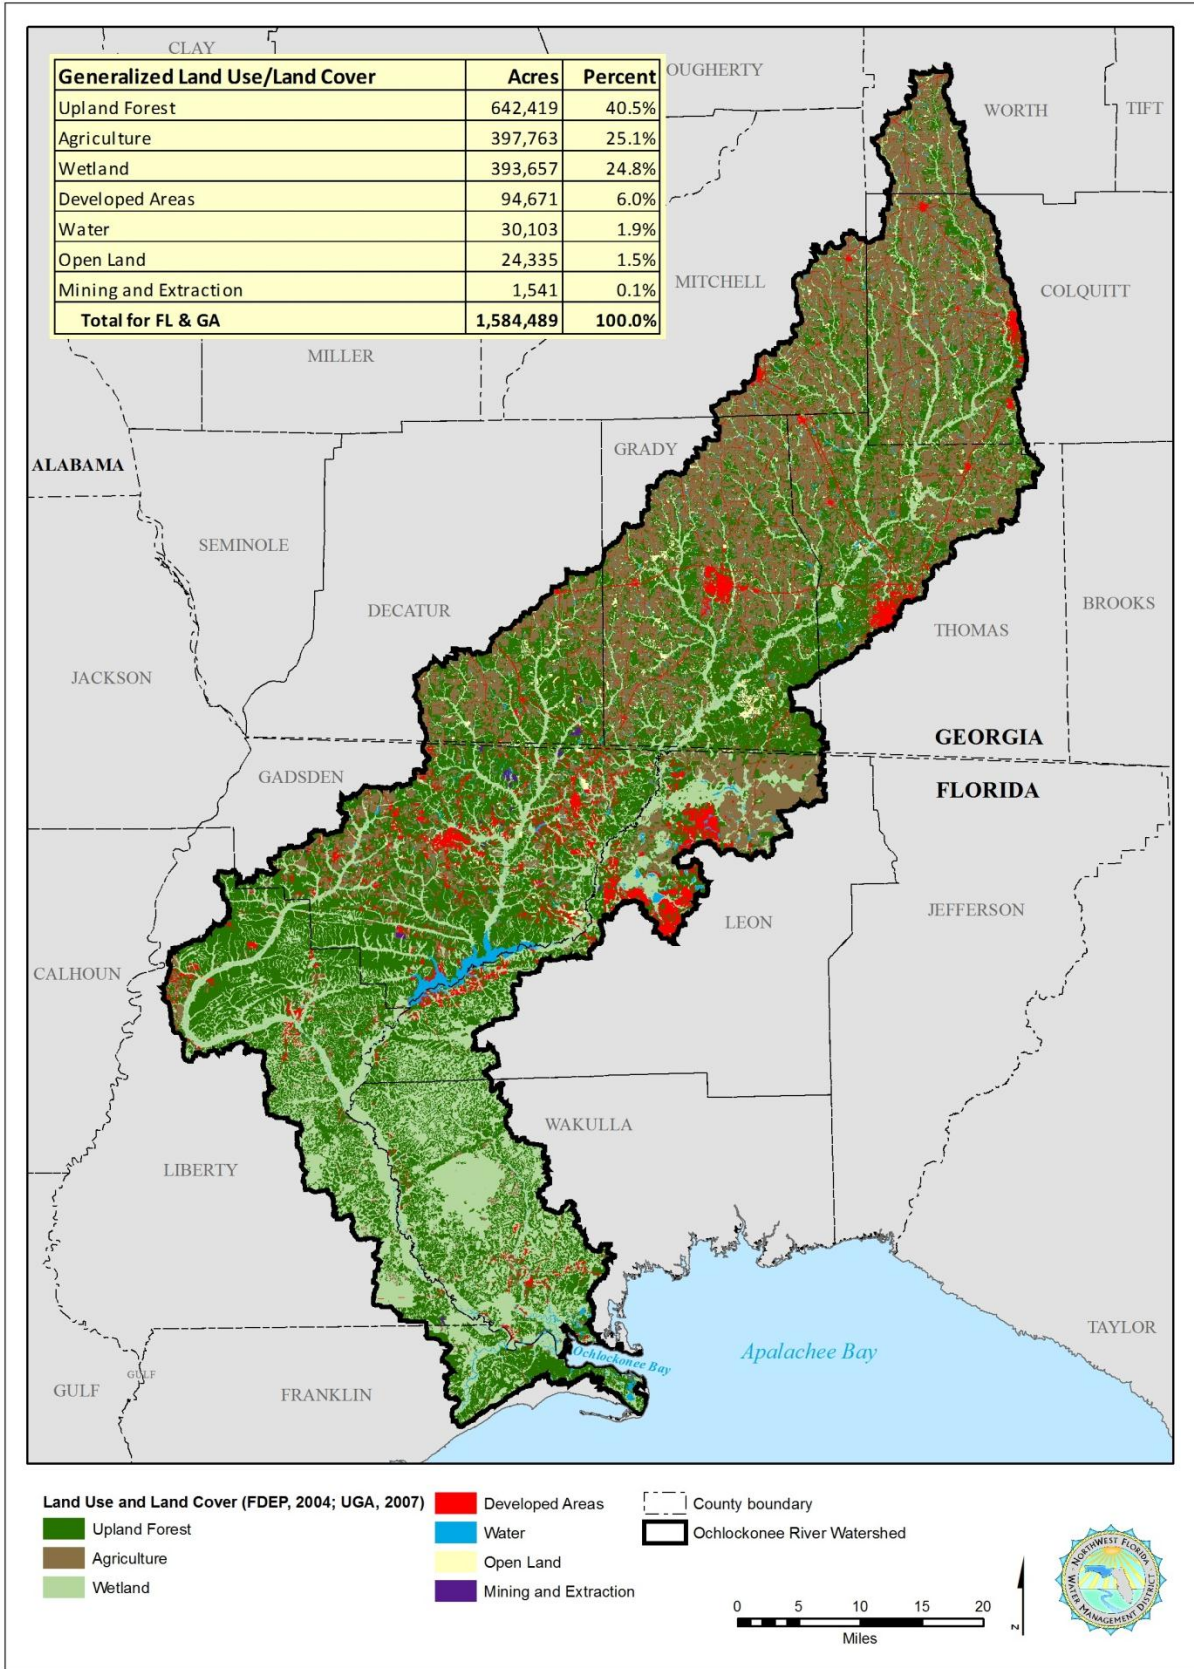 CLAY
OUGHERTY
WORTH
TIFT
Generalized Land Use/Land Cover Acres Percent
Upland Forest 642,419 40.5%
Agriculture 397,763 25.1%
Wetland 393,657 24.8%
Developed Areas 94,671 6.0%
Water 30,103 1.9%
Open Land 24,335 1.5%
Mining and Extraction 1,541 0.1%
Total for FL & GA 1,584,489 100.0%
MITCHELL
COLQUITT
MILLER
GRADY
ALABAMA
SEMINOLE
DECATUR
BROOKS
THOMAS
JACKSON
GEORGIA
GADSDEN
FLORIDA
LEON
JEFFERSON
CALHOUN
WAKULLA
LIBERTY
TAYLOR
Ochlockonee Bay
Apalachee Bay
GULF
GULF
FRANKLIN
Land Use and Land Cover (FDEP, 2004; UGA, 2007)
Upland Forest
Agriculture
Wetland
Developed Areas
Water
Open Land
Mining and Extraction
County boundary
Ochlockonee River Watershed
0 5 10 15 20
Miles
N
NORTHWEST FLORIDA
WATER MANAGEMENT DISTRICT